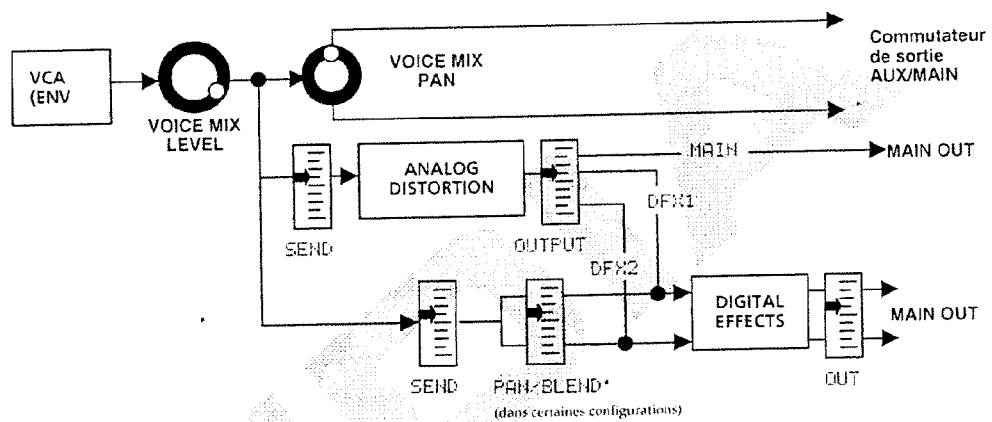 VCA
(ENV
VOICE MIX
LEVEL
VOICE MIX
PAN
Commutateur
de sortie
AUX/MAIN
SEND
ANALOG
DISTORTION
OUTPUT
MAIN
MAIN OUT
DFX1
DFX2
SEND
PAN/BLEND*
(dans certaines configurations)
DIGITAL
EFFECTS
OUT
MAIN OUT